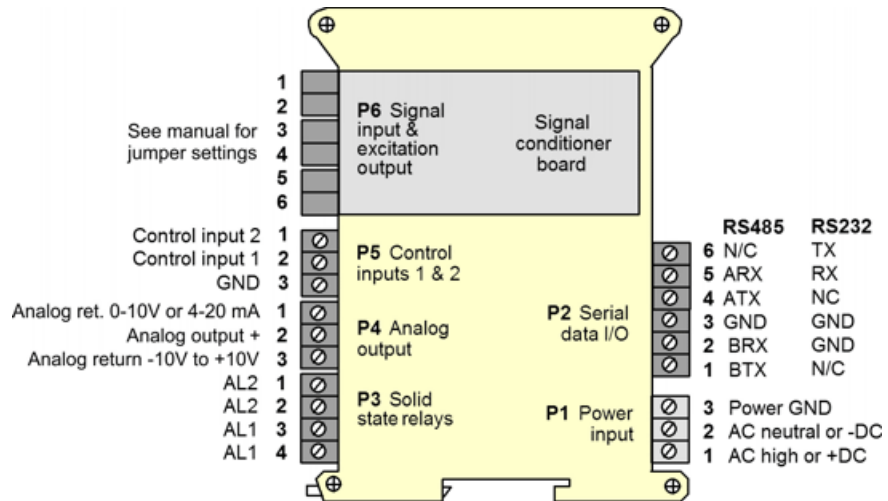 1
2
3
4
5
6
See manual for
jumper settings
P6 Signal
input &
excitation
output
Signal
conditioner
board
Control input 2 1
Control input 1 2
GND 3
P5 Control
inputs 1 & 2
Analog ret. 0-10V or 4-20 mA 1
Analog output + 2
Analog return -10V to +10V 3
P4 Analog
output
AL2 1
AL2 2
AL1 3
AL1 4
P3 Solid
state relays
P2 Serial
data I/O
RS485 RS232
6 N/C TX
5 ARX RX
4 ATX NC
3 GND GND
2 BRX GND
1 BTX N/C
P1 Power
input
3 Power GND
2 AC neutral or -DC
1 AC high or +DC